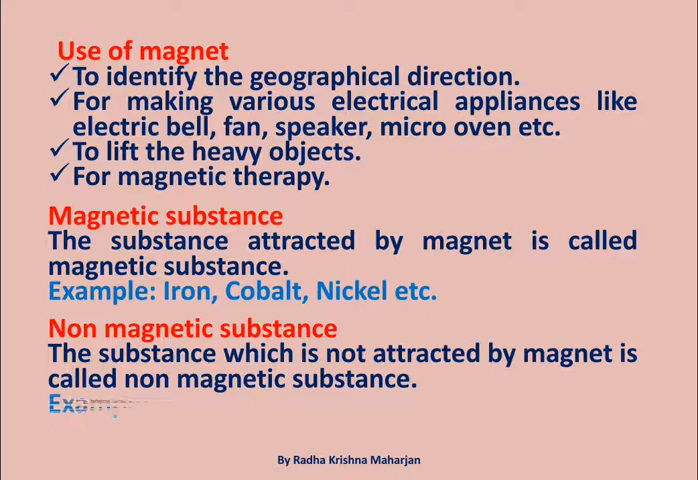 Use of magnet
✓To identify the geographical direction.
✓For making various electrical appliances like
electric bell, fan, speaker, micro oven etc.
✓To lift the heavy objects.
✓For magnetic therapy.
Magnetic substance
The substance attracted by magnet is called
magnetic substance.
Example: Iron, Cobalt, Nickel etc.
Non magnetic substance
The substance which is not attracted by magnet is
called non magnetic substance.
By Radha Krishna Maharjan